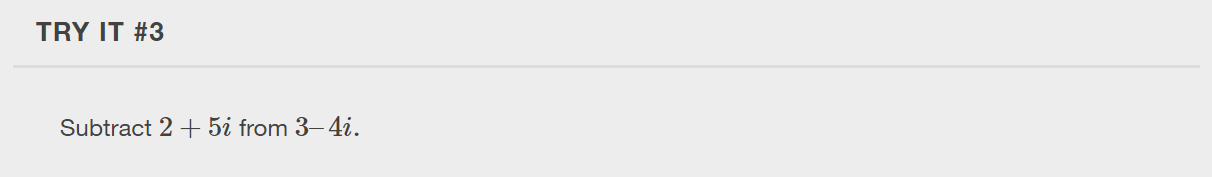 TRY IT #3
Subtract 2 + 5i from 3–4i.